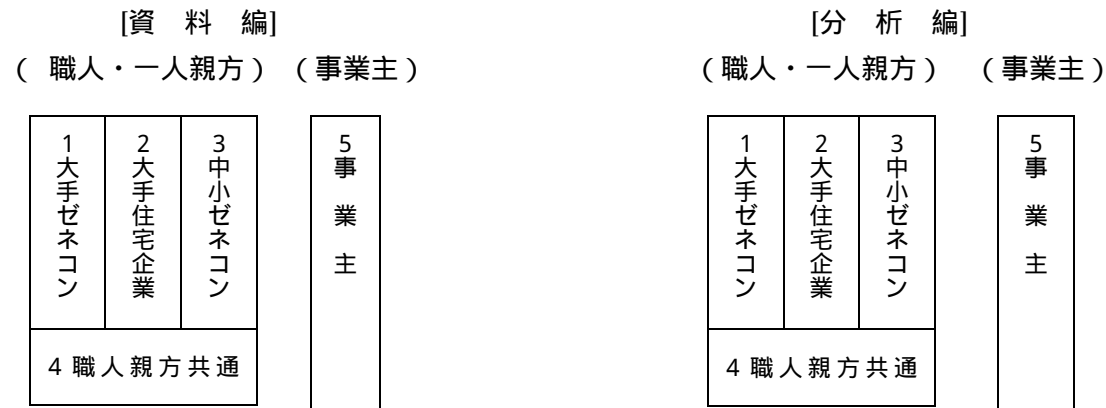 [資 料 編]
( 職人・一人親方) (事業主)
1大手ゼネコン
2大手住宅企業
3中小ゼネコン
4 職人親方共通
5事業主
[分 析 編]
(職人・一人親方) (事業主)
1大手ゼネコン
2大手住宅企業
3中小ゼネコン
4 職人親方共通
5事業主